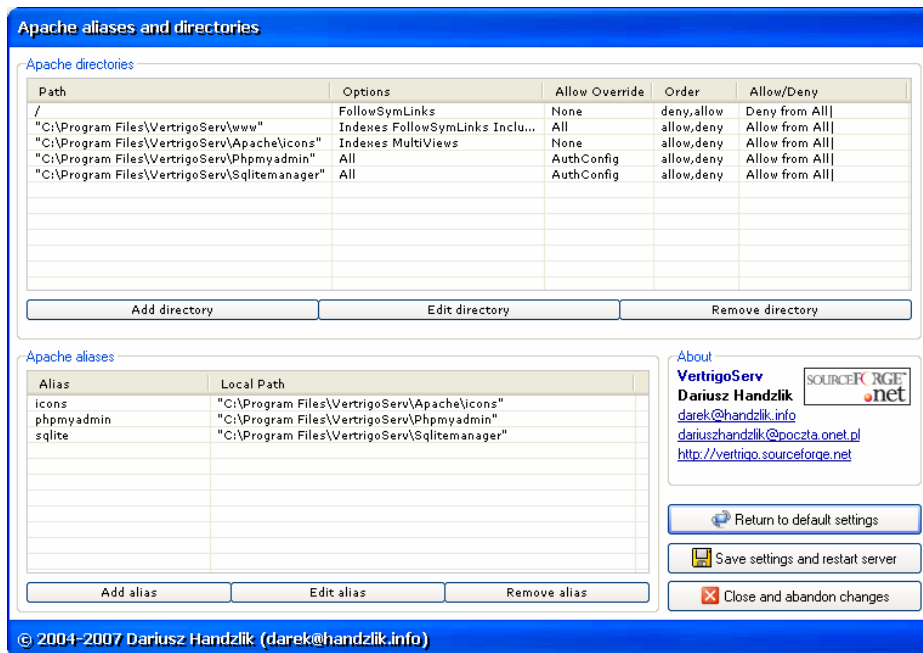 Apache aliases and directories
Apache directories
Path Options Allow Override Order Allow/Deny
/ FollowSymLinks None deny,allow Deny from All|
"C:\Program Files\VertrigoServ\www" Indexes FollowSymLinks Inclu... All allow,deny Allow from All|
"C:\Program Files\VertrigoServ\Apache\icons" Indexes MultiViews None allow,deny Allow from All|
"C:\Program Files\VertrigoServ\Phpmyadmin" All AuthConfig allow,deny Allow from All|
"C:\Program Files\VertrigoServ\Sqlitemanager" All AuthConfig allow,deny Allow from All|
Add directory Edit directory Remove directory
Apache aliases
Alias Local Path
icons "C:\Program Files\VertrigoServ\Apache\icons"
phpmyadmin "C:\Program Files\VertrigoServ\Phpmyadmin"
sqlite "C:\Program Files\VertrigoServ\Sqlitemanager"
Add alias Edit alias Remove alias
About
VertrigoServ
Dariusz Handzlik
darek@handzlik.info
dariuszhandzlik@poczta.onet.pl
http://vertrigo.sourceforge.net
SOURCEFORGE™
.net
Return to default settings
Save settings and restart server
Close and abandon changes
© 2004-2007 Dariusz Handzlik (darek@handzlik.info)